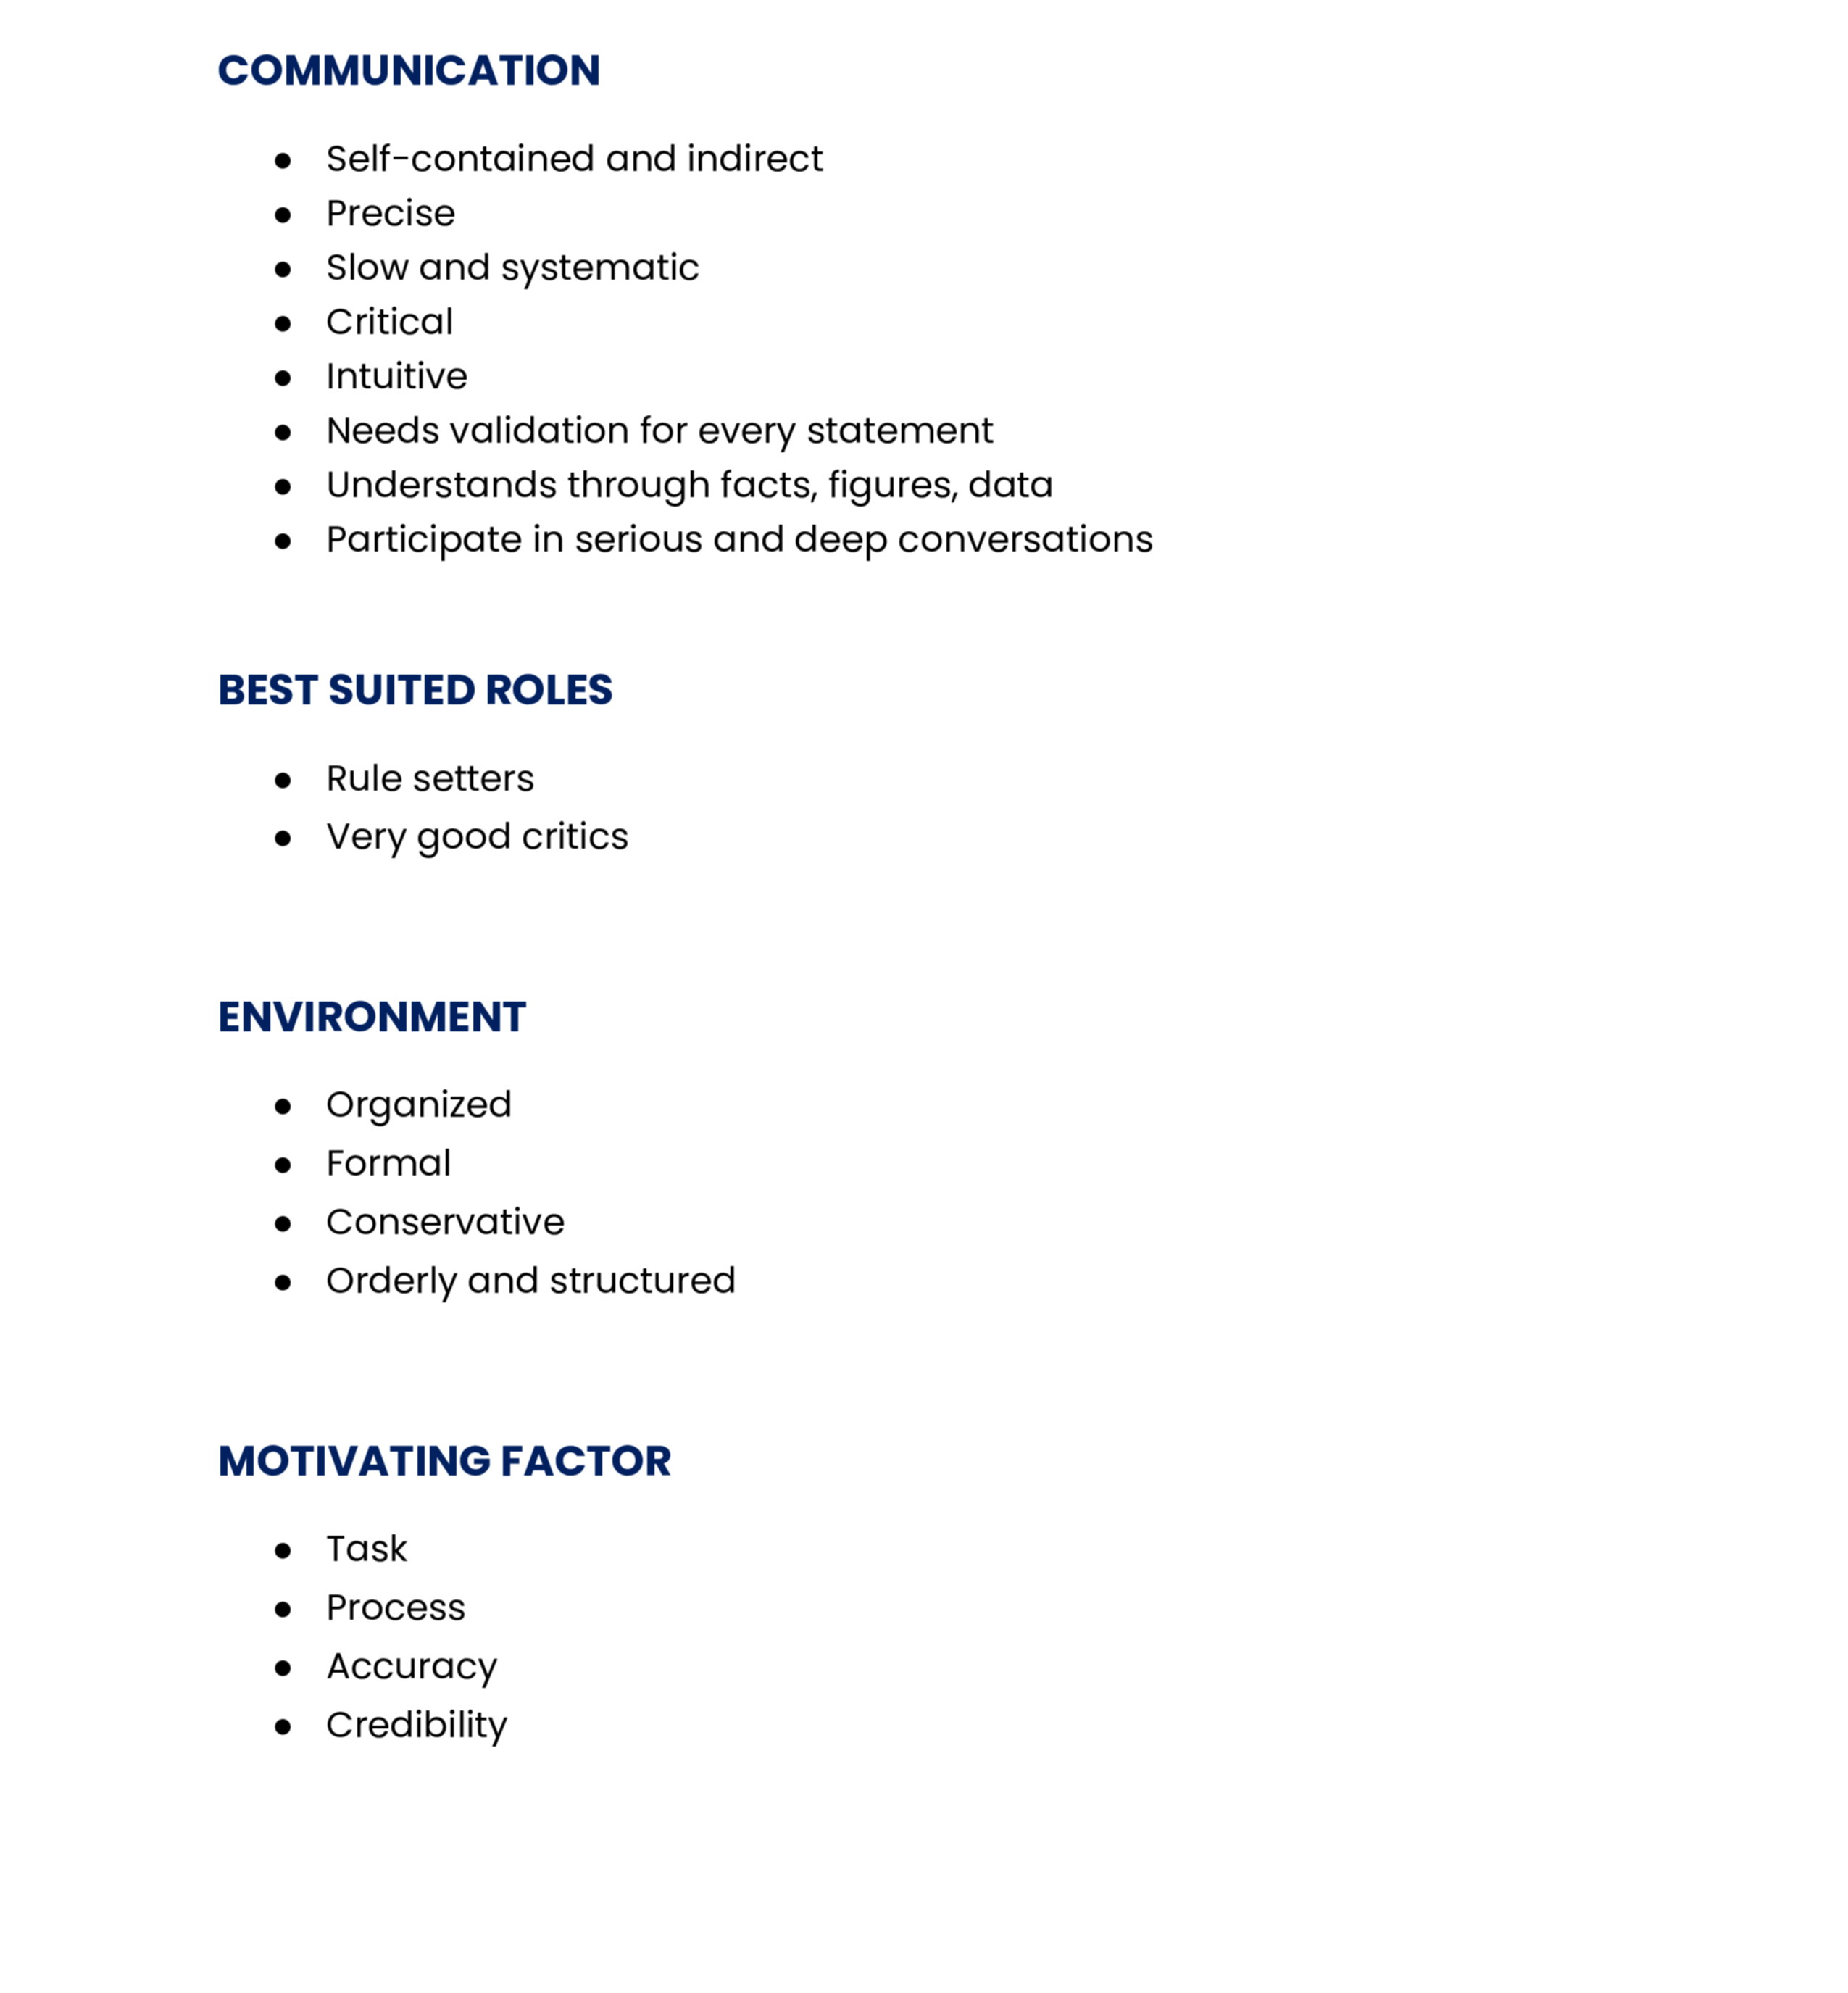 COMMUNICATION
● Self-contained and indirect
● Precise
● Slow and systematic
● Critical
● Intuitive
● Needs validation for every statement
● Understands through facts, figures, data
● Participate in serious and deep conversations
BEST SUITED ROLES
● Rule setters
● Very good critics
ENVIRONMENT
● Organized
● Formal
● Conservative
● Orderly and structured
MOTIVATING FACTOR
● Task
● Process
● Accuracy
● Credibility